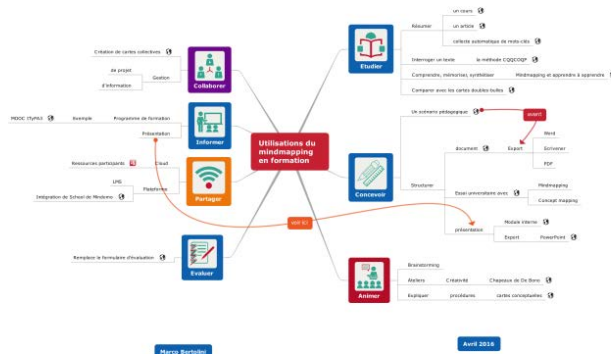 Utilisations du
mindmapping
en formation
Collaborer
Création de cartes collectives
Gestion
de projet
d'information
Informer
Programme de formation
Exemple
MOOC ITyPA3
Présentation
Partager
Cloud
Ressources participants
Plateforme
LMS
Intégration de School de Mindomo
Evaluer
Remplace le formulaire d'évaluation
Etudier
Résumer
un cours
un article
collecte automatique de mots-clés
Interroger un texte
la méthode CQQCOQP
Comprendre, mémoriser, synthétiser
Mindmapping et apprendre à apprendre
Comparer avec les cartes doubles-bulles
Concevoir
Un scénario pédagogique
avant
Structurer
document
Export
Word
Scrivener
PDF
Essai universitaire avec
Mindmapping
Concept mapping
présentation
Module interne
Export
PowerPoint
voir ici
Animer
Brainstorming
Ateliers
Créativité
Chapeaux de De Bono
Expliquer
procédures
cartes conceptuelles
Marco Bertolini
Avril 2016